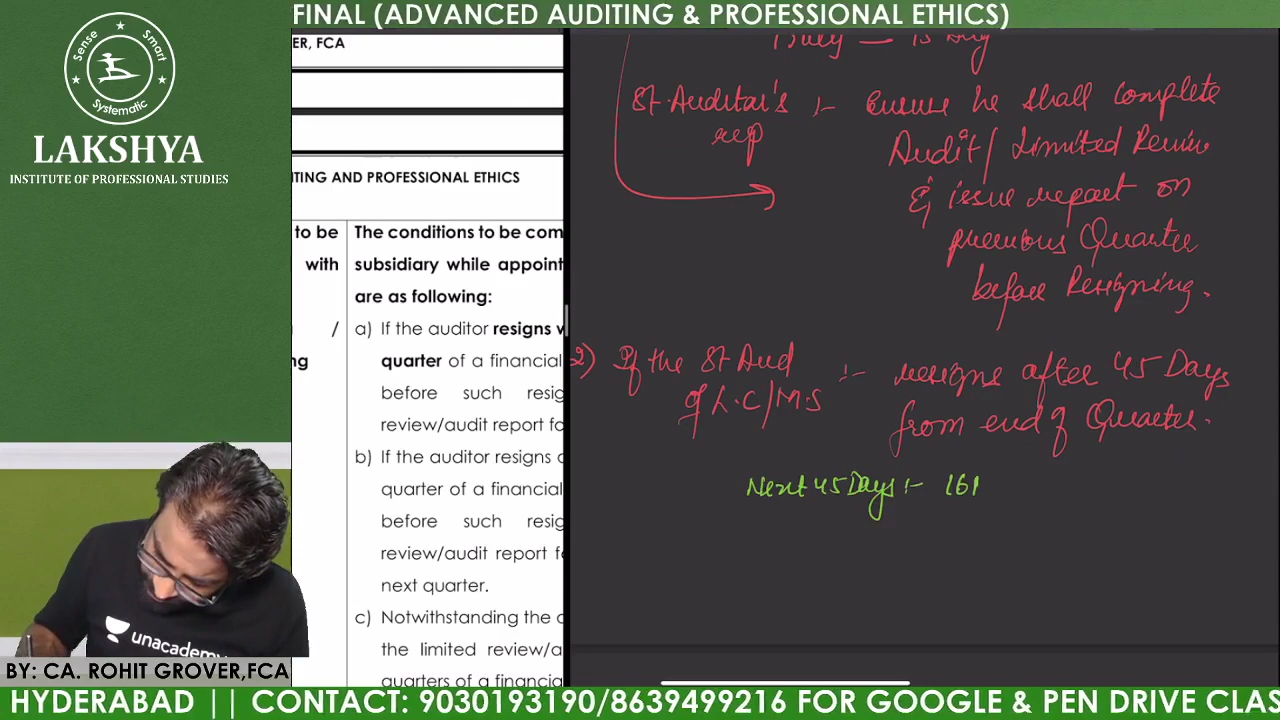 FINAL (ADVANCED AUDITING & PROFESSIONAL ETHICS)
Sense
Smart
Systematic
LAKSHYA
INSTITUTE OF PROFESSIONAL STUDIES
ER, FCA
ITING AND PROFESSIONAL ETHICS
to be
with
/
ng
The conditions to be com
subsidiary while appoint
are as following:
a) If the auditor resigns w
quarter of a financial
before such resig
review/audit report fo
b) If the auditor resigns a
quarter of a financial
before such resig
review/audit report fo
next quarter.
c) Notwithstanding the c
the limited review/a
quarters of a financia
15 Aug
St. Auditor's :- Ensure he shall complete
resp Audit/ Limited Review
& issue report on
previous Quarter
before Resigning.
2) If the St Aud :- resigns after 45 Days
of L.C/M.S from end of Quarter.
Next 45 Days :- 161
unacademy
BY: CA. ROHIT GROVER,FCA
HYDERABAD || CONTACT: 9030193190/8639499216 FOR GOOGLE & PEN DRIVE CLAS